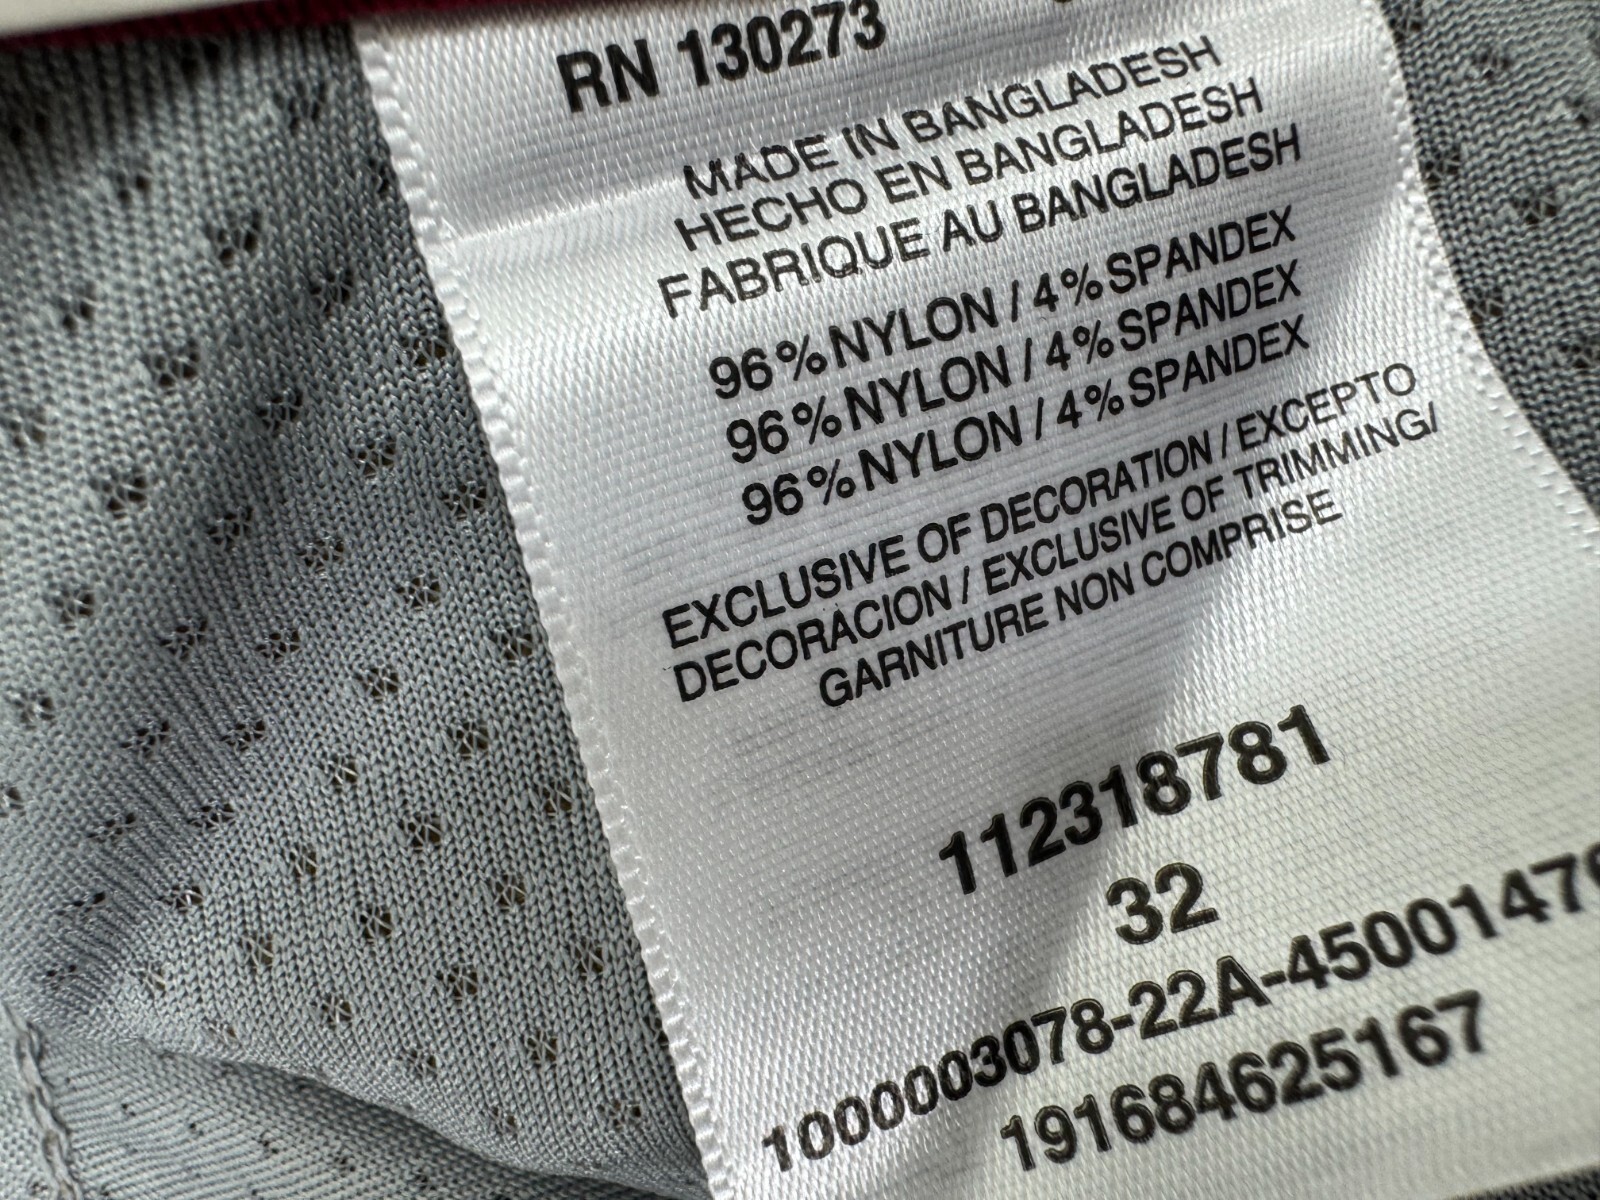 RN 130273
MADE IN BANGLADESH
HECHO EN BANGLADESH
FABRIQUE AU BANGLADESH
96% NYLON / 4% SPANDEX
96% NYLON / 4% SPANDEX
96% NYLON / 4% SPANDEX
EXCLUSIVE OF DECORATION / EXCEPTO
DECORACION / EXCLUSIVE OF TRIMMING/
GARNITURE NON COMPRISE
112318781
32
1000003078-22A-45001476
191684625167